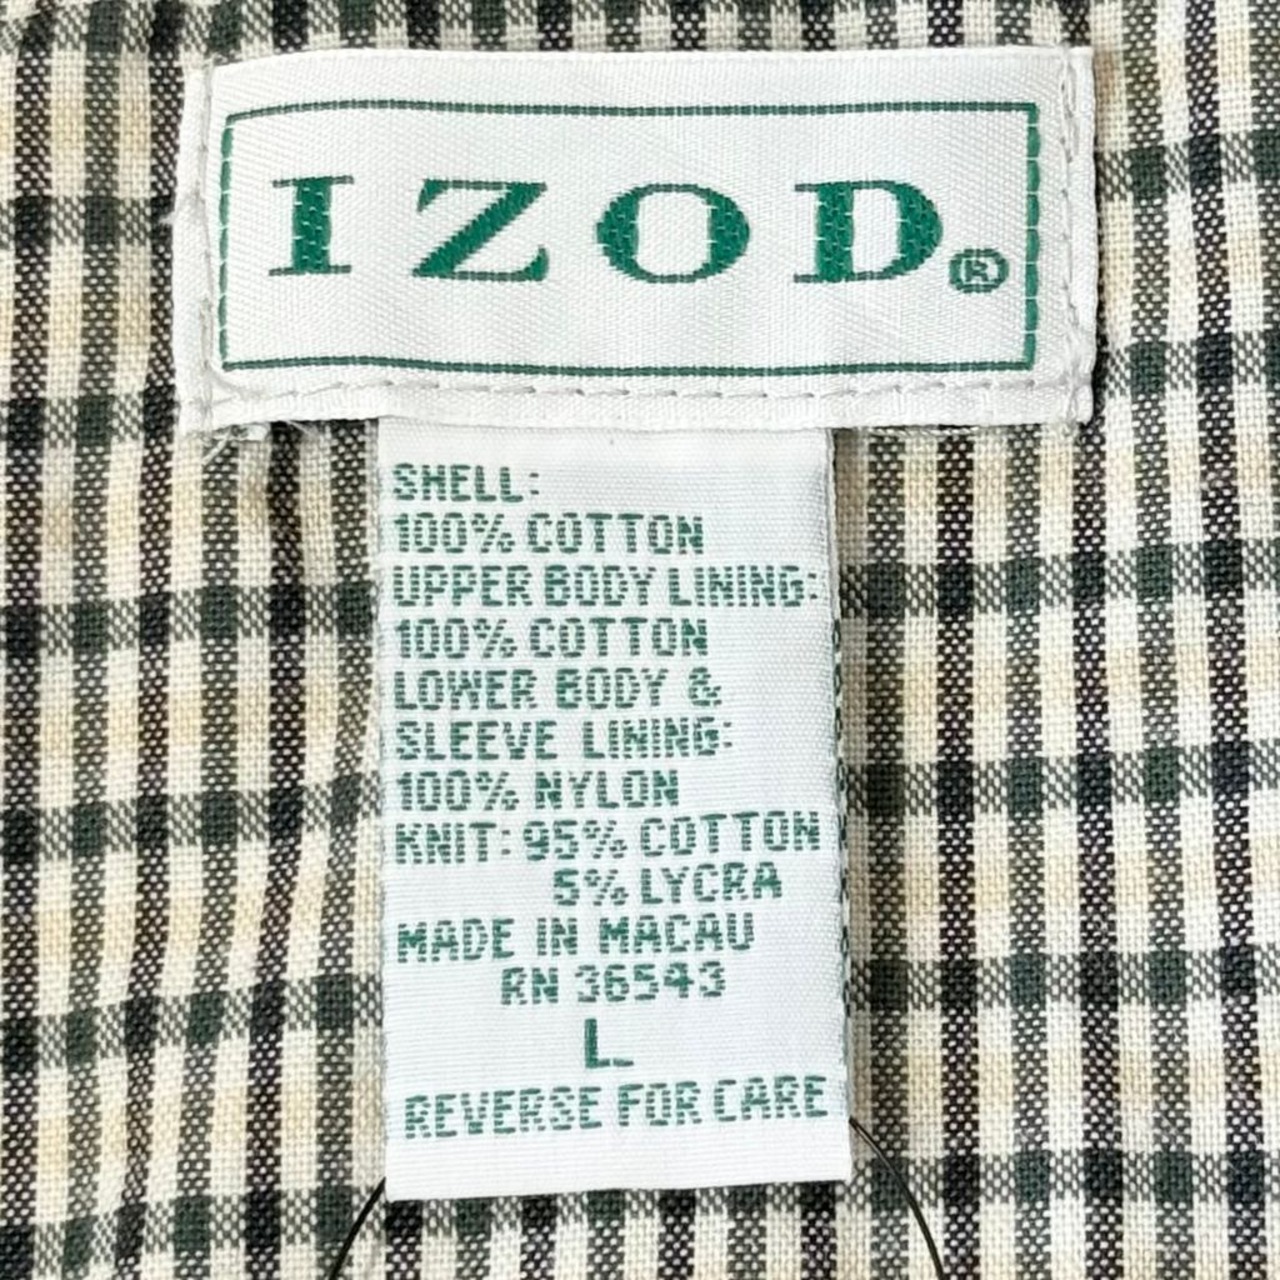 IZOD®
SHELL:
100% COTTON
UPPER BODY LINING:
100% COTTON
LOWER BODY &
SLEEVE LINING:
100% NYLON
KNIT: 95% COTTON
5% LYCRA
MADE IN MACAU
RN 36543
L
REVERSE FOR CARE